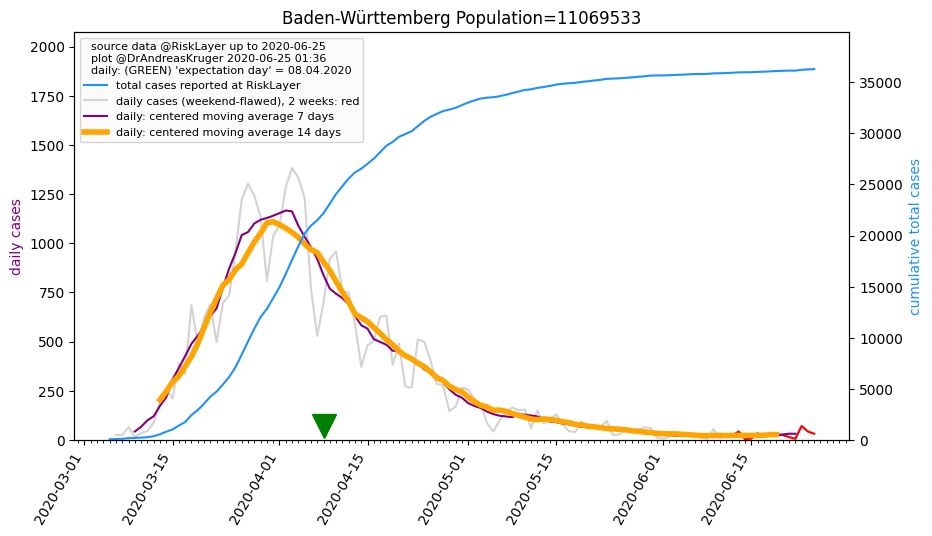 Baden-Württemberg Population=11069533
source data @RiskLayer up to 2020-06-25
plot @DrAndreasKruger 2020-06-25 01:36
daily: (GREEN) 'expectation day' = 08.04.2020
total cases reported at RiskLayer
daily cases (weekend-flawed), 2 weeks: red
daily: centered moving average 7 days
daily: centered moving average 14 days
daily cases
2000
1750
1500
1250
1000
750
500
250
0
cumulative total cases
35000
30000
25000
20000
15000
10000
5000
0
2020-03-01
2020-03-15
2020-04-01
2020-04-15
2020-05-01
2020-05-15
2020-06-01
2020-06-15